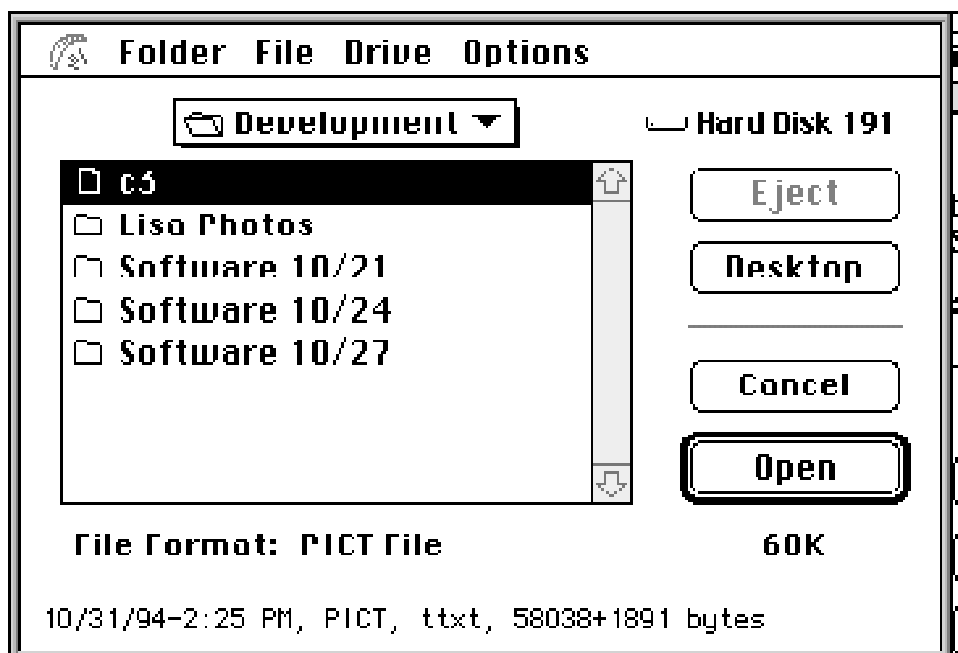 Folder File Drive Options
Development
Hard Disk 191
c3
Lisa Photos
Software 10/21
Software 10/24
Software 10/27
Eject
Desktop
Cancel
Open
File Format: PICT File
60K
10/31/94-2:25 PM, PICT, ttxt, 58038+1891 bytes